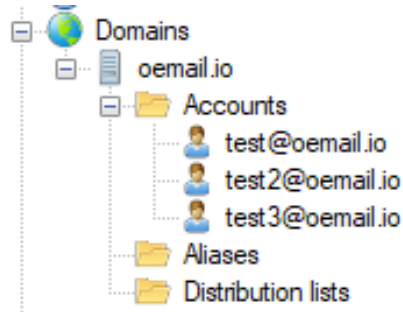 Domains
oemail.io
Accounts
test@oemail.io
test2@oemail.io
test3@oemail.io
Aliases
Distribution lists